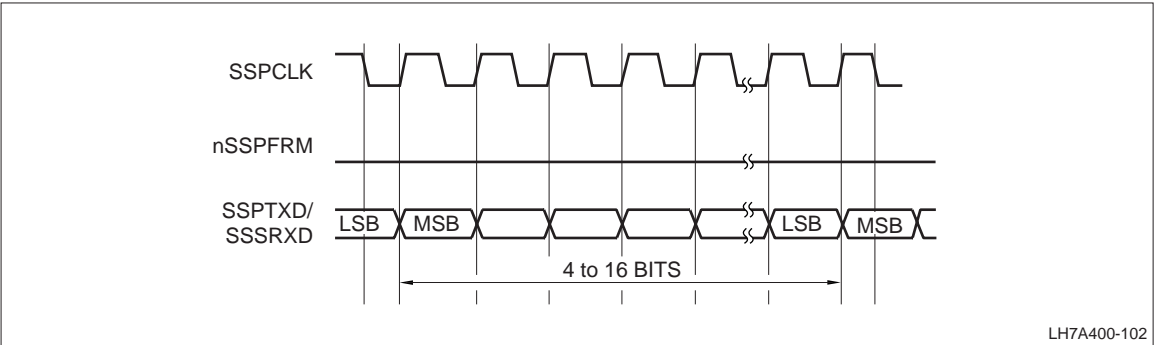 SSPCLK
nSSPFRM
SSPTXD/
SSSRXD
LSB MSB LSB MSB
4 to 16 BITS
LH7A400-102